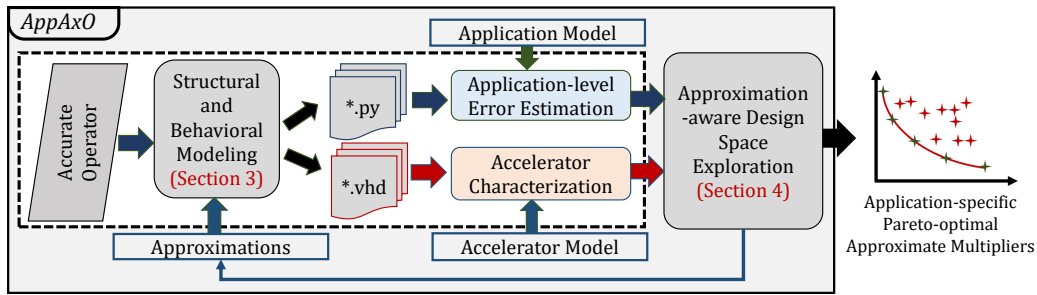 AppAxO
Application Model
Accurate
Operator
Structural
and
Behavioral
Modeling
(Section 3)
*.py
*.vhd
Application-level
Error Estimation
Accelerator
Characterization
Approximation
-aware Design
Space
Exploration
(Section 4)
Approximations
Accelerator Model
Application-specific
Pareto-optimal
Approximate Multipliers